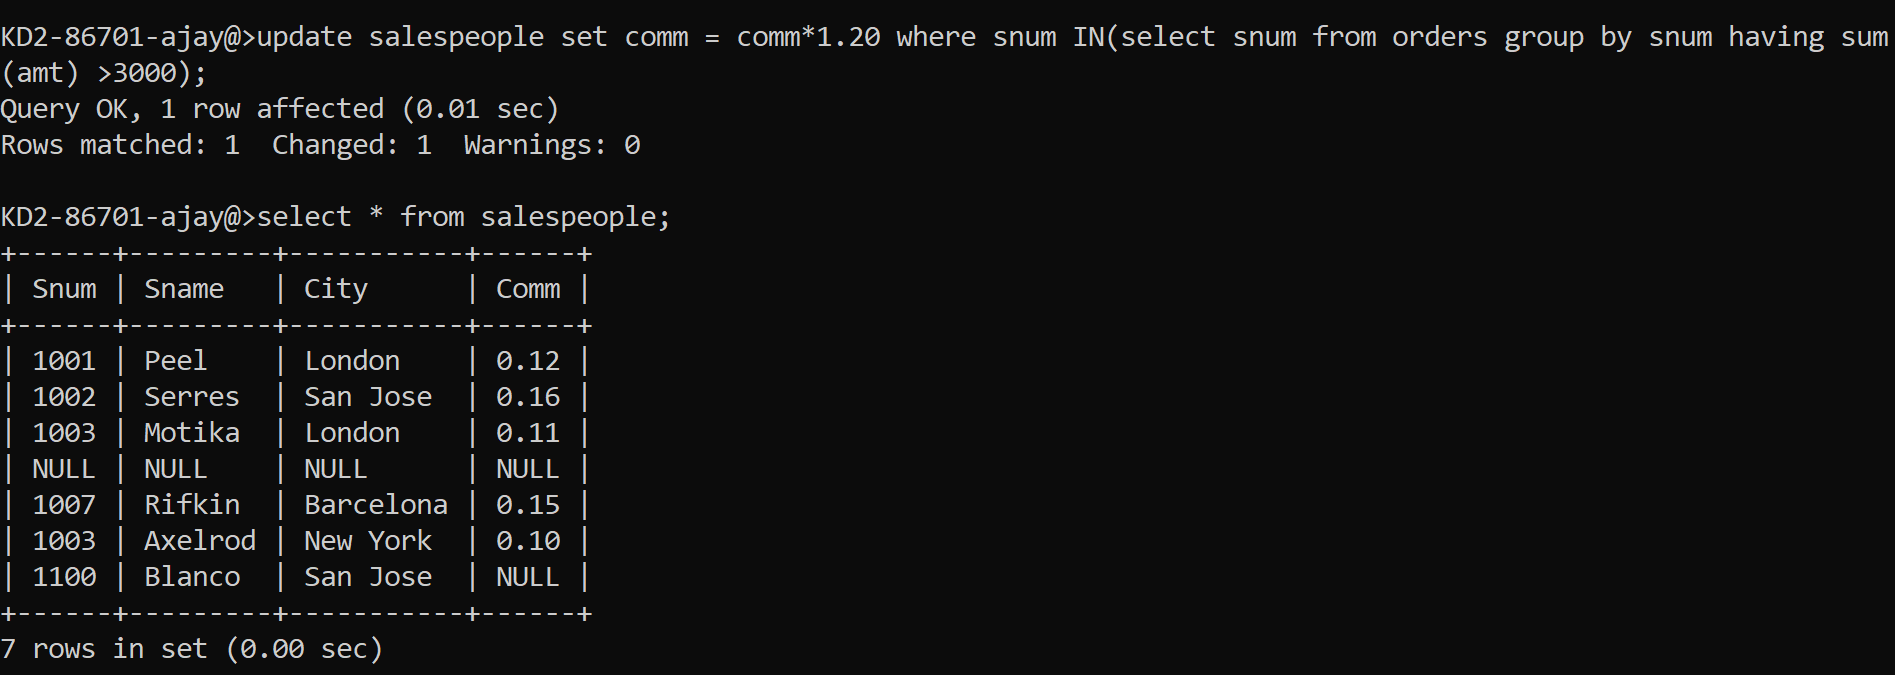 KD2-86701-ajay@>update salespeople set comm = comm*1.20 where snum IN(select snum from orders group by snum having sum
(amt) >3000);
Query OK, 1 row affected (0.01 sec)
Rows matched: 1  Changed: 1  Warnings: 0

KD2-86701-ajay@>select * from salespeople;
+------+---------+-----------+------+
| Snum | Sname   | City      | Comm |
+------+---------+-----------+------+
| 1001 | Peel    | London    | 0.12 |
| 1002 | Serres  | San Jose  | 0.16 |
| 1003 | Motika  | London    | 0.11 |
| NULL | NULL    | NULL      | NULL |
| 1007 | Rifkin  | Barcelona | 0.15 |
| 1003 | Axelrod | New York  | 0.10 |
| 1100 | Blanco  | San Jose  | NULL |
+------+---------+-----------+------+
7 rows in set (0.00 sec)